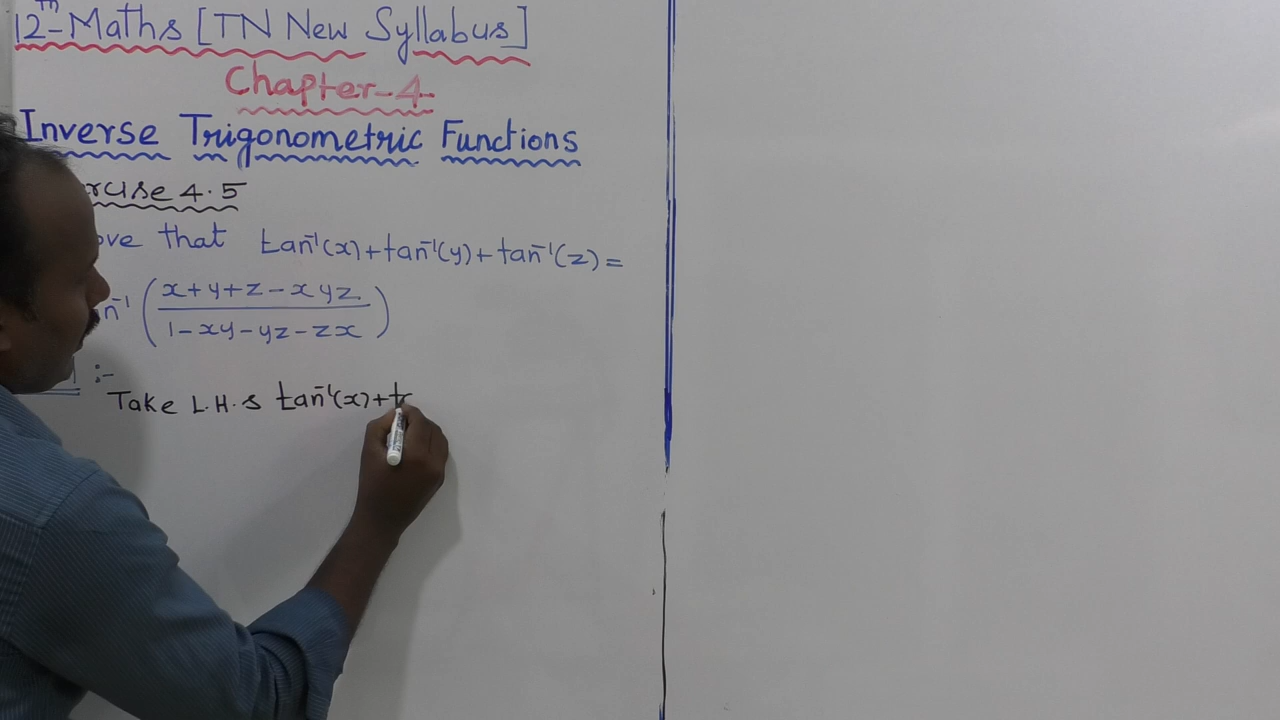 12th-Maths [TN New Syllabus]
Chapter-4
Inverse Trigonometric Functions
rcise 4.5
ove that tan⁻¹(x)+tan⁻¹(y)+tan⁻¹(z)=
n⁻¹ (x+y+z-xyz / 1-xy-yz-zx)
:-
Take L.H.S tan⁻¹(x)+t